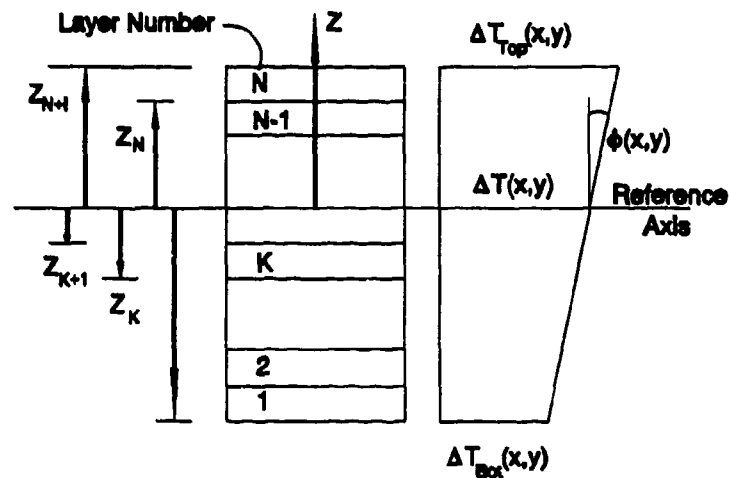 Layer Number
Z
ΔT_Top(x,y)
Z_N+1
N
Z_N
N-1
ϕ(x,y)
ΔT(x,y)
Reference
Axis
Z_K+1
K
Z_K
2
1
ΔT_Bot(x,y)